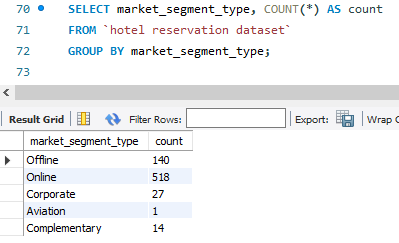 70 SELECT market_segment_type, COUNT(*) AS count
71 FROM `hotel reservation dataset`
72 GROUP BY market_segment_type;
73
Result Grid Filter Rows: Export: Wrap C
market_segment_type count
Offline 140
Online 518
Corporate 27
Aviation 1
Complementary 14